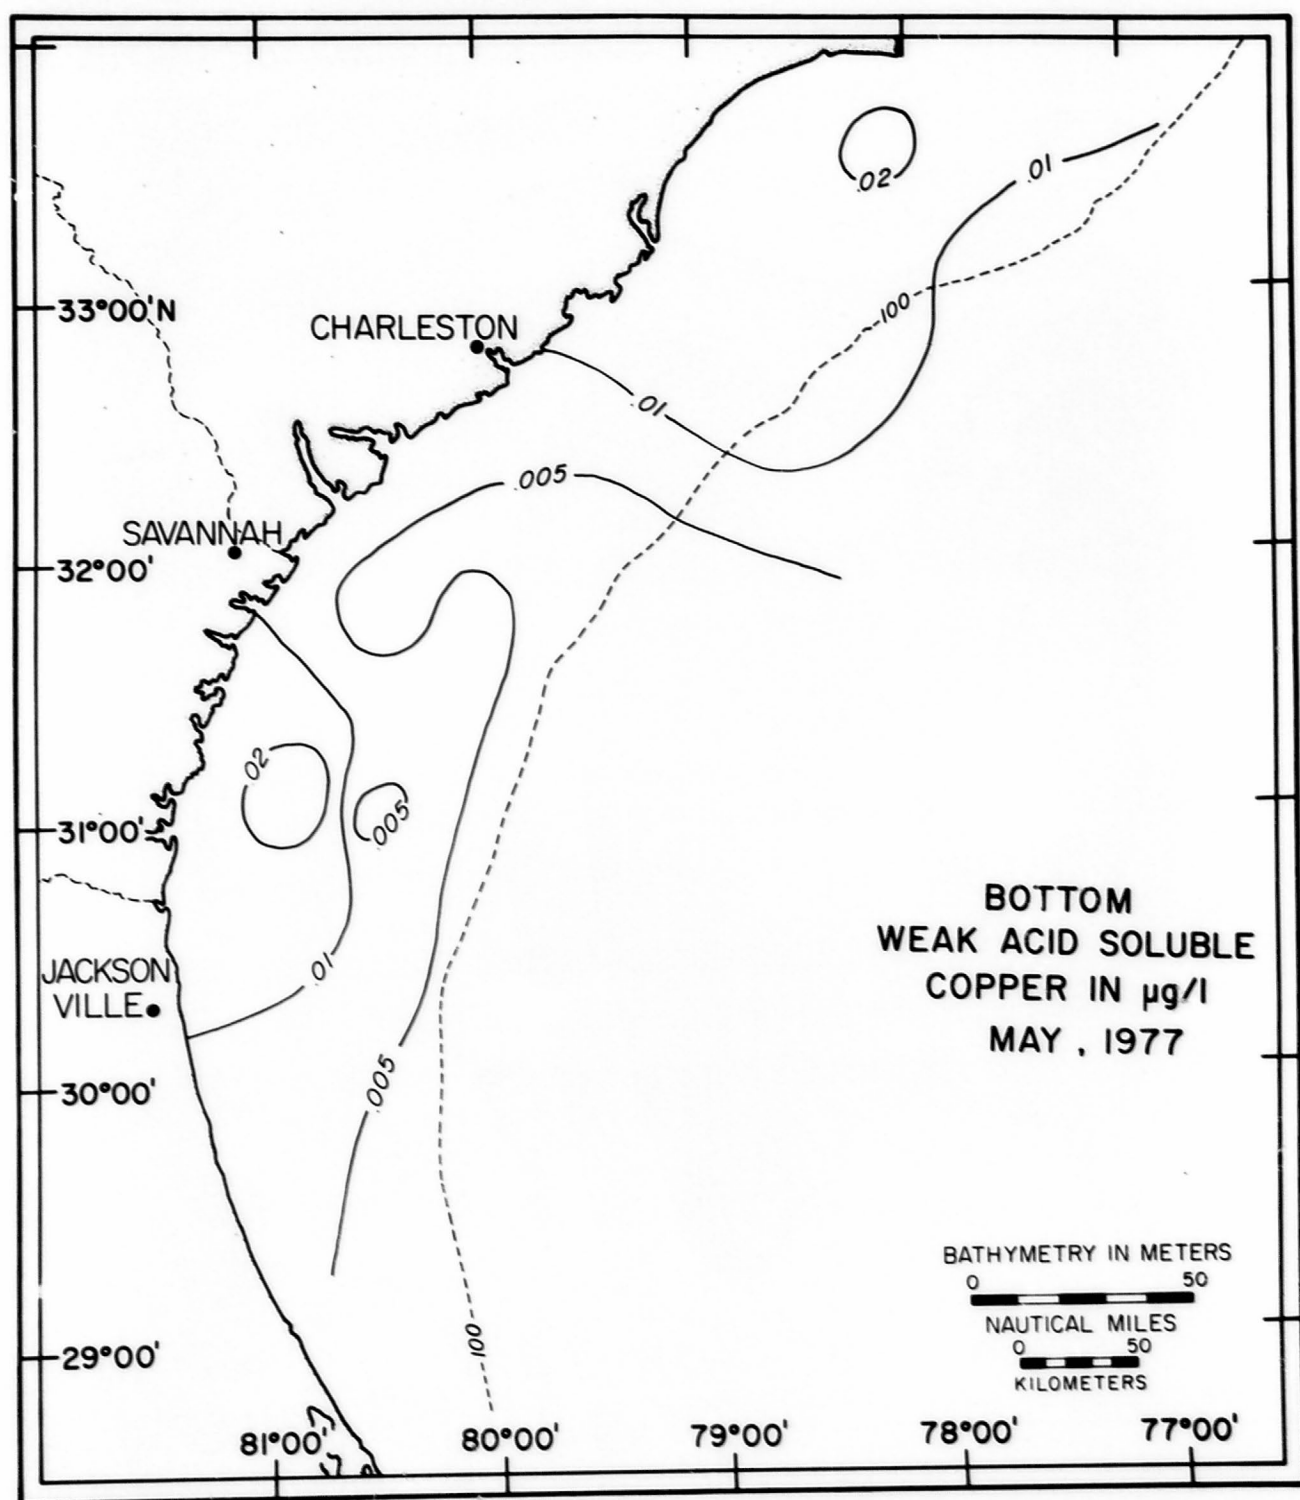 .02
.01
33°00'N
100
CHARLESTON
.01
.005
SAVANNAH
32°00'
.02
.005
31°00'
BOTTOM
WEAK ACID SOLUBLE
COPPER IN µg/l
MAY, 1977
.01
JACKSON
VILLE
.005
30°00'
BATHYMETRY IN METERS
0 50
NAUTICAL MILES
0 50
KILOMETERS
100
29°00'
81°00' 80°00' 79°00' 78°00' 77°00'